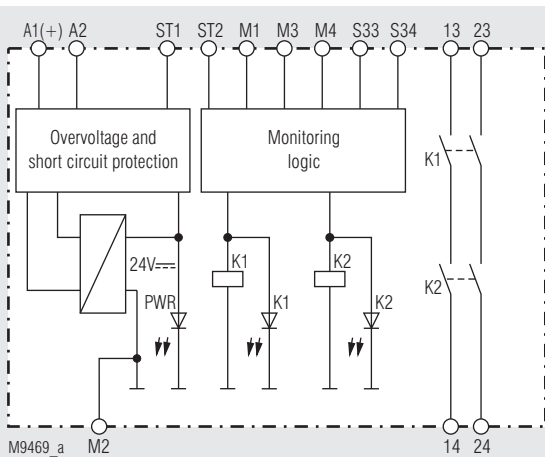 A1(+) A2 ST1 ST2 M1 M3 M4 S33 S34 13 23
Overvoltage and
short circuit protection
Monitoring
logic
K1
24V⎓
K1
K2
K2
PWR
K1
K2
M9469_a
M2
14 24